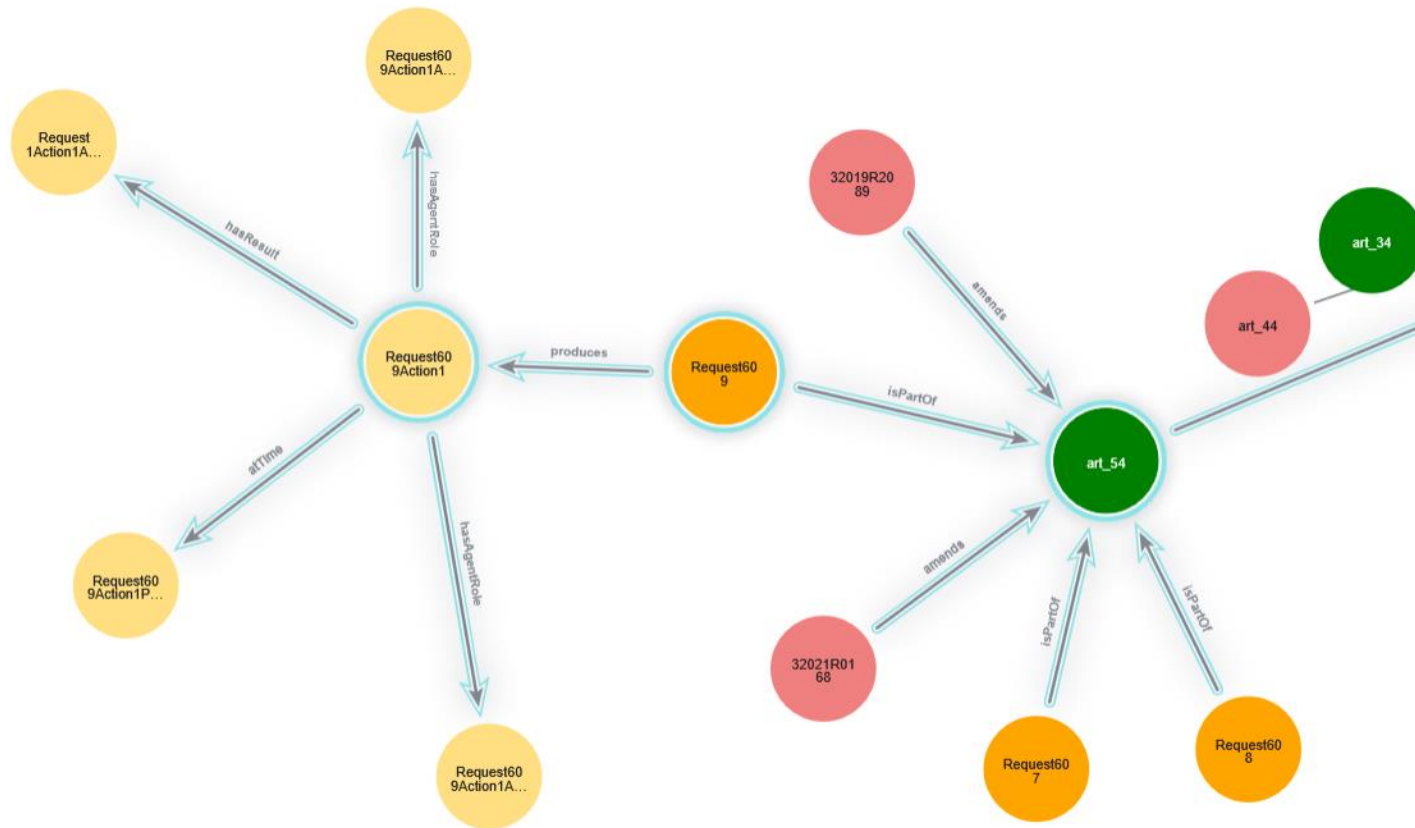 Request60
9Action1A...
Request
1Action1A...
hasResult
hasAgentRole
32019R20
89
amends
art_34
art_44
Request60
9Action1
produces
Request60
9
isPartOf
art_54
atTime
hasAgentRole
amends
isPartOf
isPartOf
Request60
9Action1P...
32021R01
68
Request60
9Action1A...
Request60
7
Request60
8